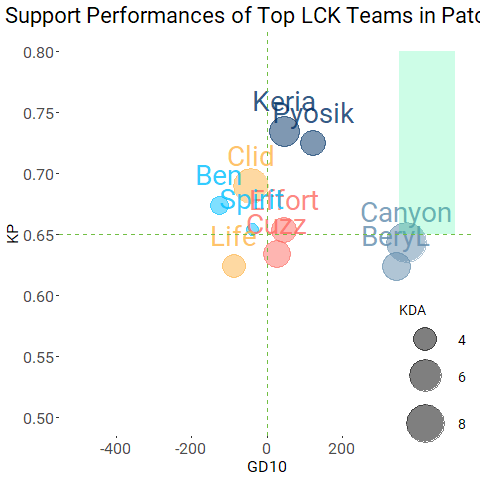 Support Performances of Top LCK Teams in Patc
0.80
0.75
0.70
0.65
0.60
0.55
0.50
KP
Keria
Pyosik
Clid
Ben
Spirit
Effort
Cuzz
Life
Canyon
BeryL
KDA
4
6
8
-400
-200
0
200
GD10